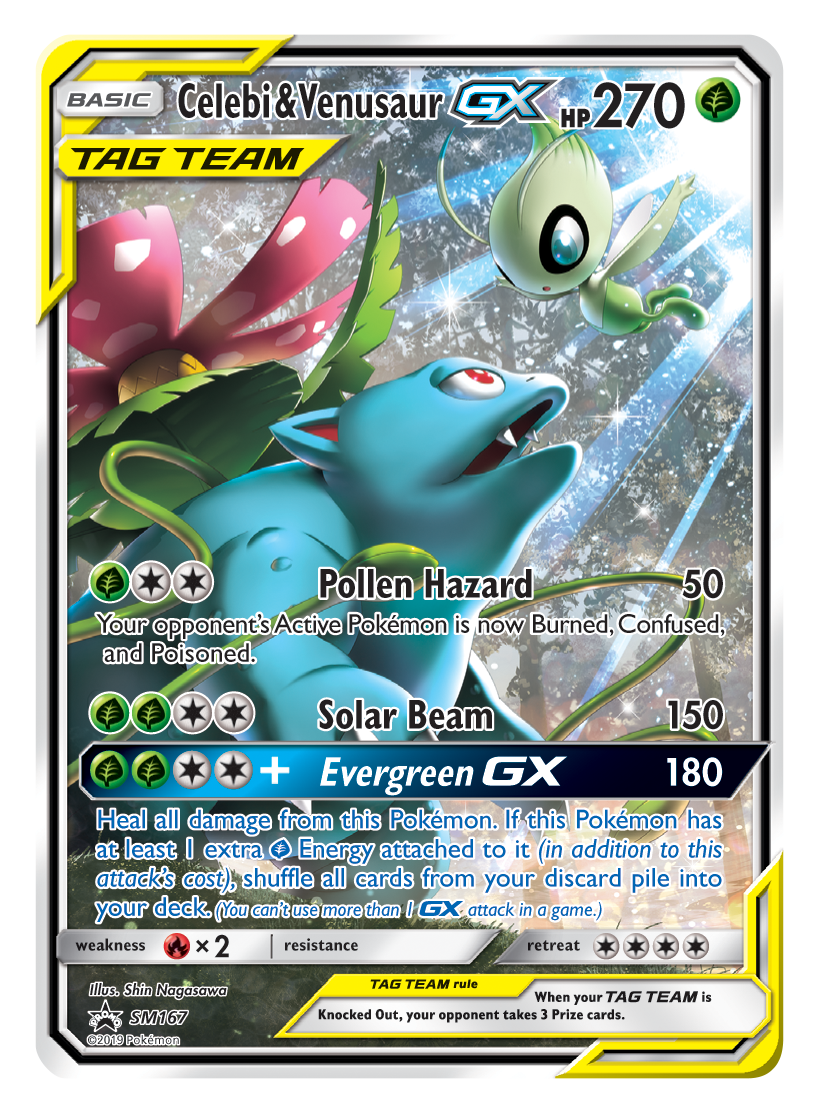 BASIC Celebi&Venusaur GX HP270
TAG TEAM
Pollen Hazard 50
Your opponent's Active Pokémon is now Burned, Confused,
and Poisoned.
Solar Beam 150
+ Evergreen GX 180
Heal all damage from this Pokémon. If this Pokémon has
at least 1 extra Energy attached to it (in addition to this
attack's cost), shuffle all cards from your discard pile into
your deck. (You can't use more than 1 GX attack in a game.)
weakness ×2 resistance retreat
Illus. Shin Nagasawa
TAG TEAM rule
When your TAG TEAM is
Knocked Out, your opponent takes 3 Prize cards.
PROMO SM167
©2019 Pokémon